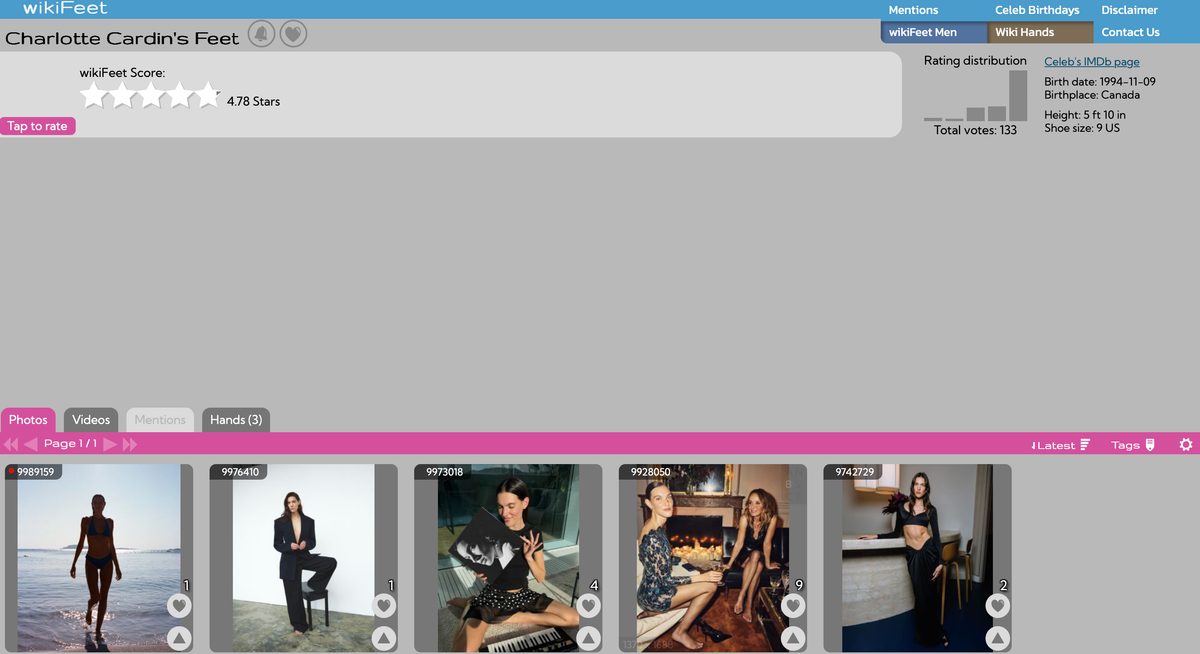 wikiFeet
Mentions
Celeb Birthdays
Disclaimer
wikiFeet Men
Wiki Hands
Contact Us
Charlotte Cardin's Feet
wikiFeet Score:
4.78 Stars
Tap to rate
Rating distribution
Total votes: 133
Celeb's IMDb page
Birth date: 1994-11-09
Birthplace: Canada
Height: 5 ft 10 in
Shoe size: 9 US
Photos
Videos
Mentions
Hands (3)
Page 1 / 1
Latest
Tags
9989159
9976410
9973018
9928050
9742729
1
1
4
9
2